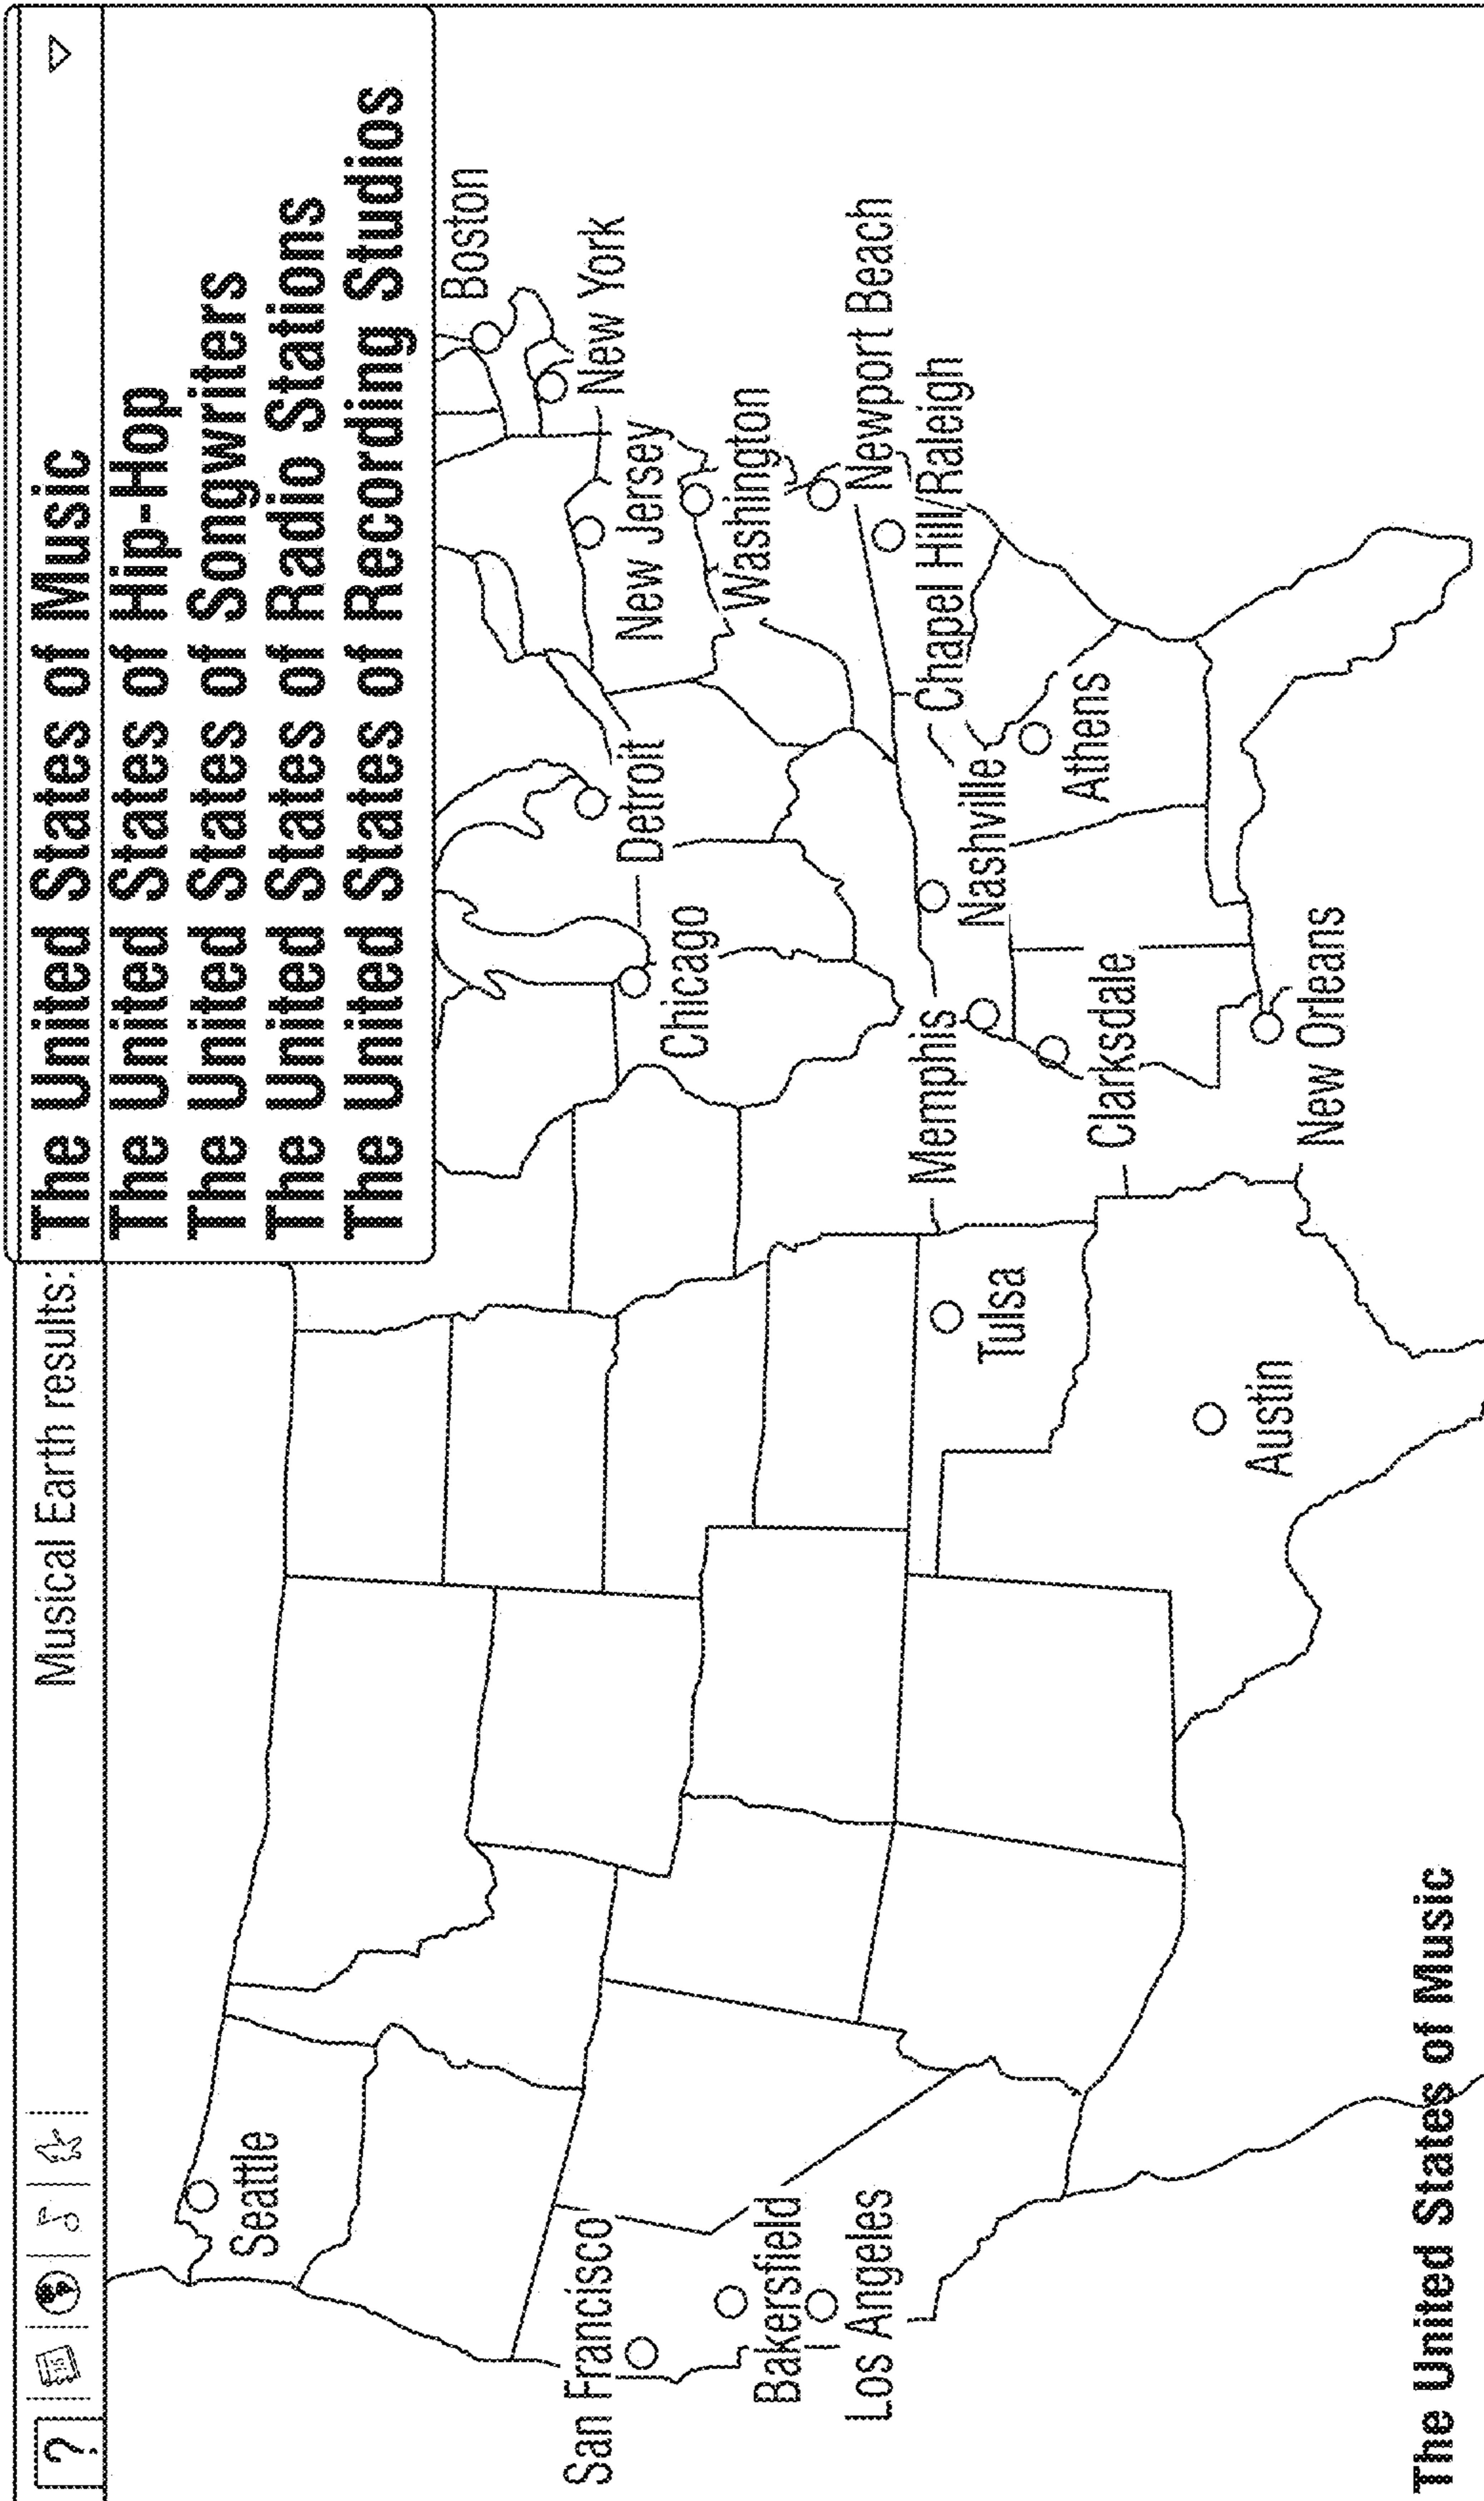 ?
Musical Earth results:
The United States of Music
The United States of Hip-Hop
The United States of Songwriters
The United States of Radio Stations
The United States of Recording Studios
Seattle
Boston
New York
New Jersey
Detroit
Chicago
Washington
San Francisco
Bakersfield
Los Angeles
Newport Beach
Chapel Hill/Raleigh
Nashville
Memphis
Tulsa
Athens
Clarksdale
Austin
New Orleans
The United States of Music